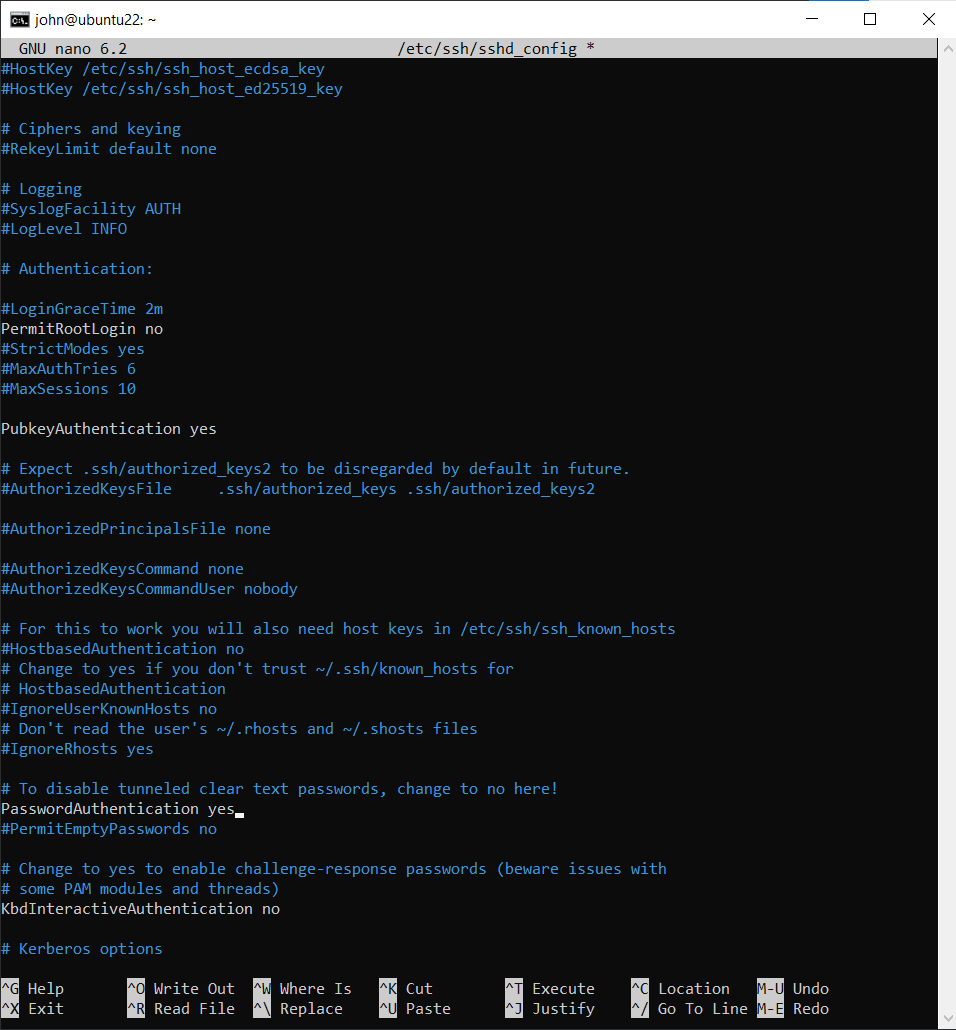 john@ubuntu22: ~
GNU nano 6.2 /etc/ssh/sshd_config *
#HostKey /etc/ssh/ssh_host_ecdsa_key
#HostKey /etc/ssh/ssh_host_ed25519_key
# Ciphers and keying
#RekeyLimit default none
# Logging
#SyslogFacility AUTH
#LogLevel INFO
# Authentication:
#LoginGraceTime 2m
PermitRootLogin no
#StrictModes yes
#MaxAuthTries 6
#MaxSessions 10
PubkeyAuthentication yes
# Expect .ssh/authorized_keys2 to be disregarded by default in future.
#AuthorizedKeysFile     .ssh/authorized_keys .ssh/authorized_keys2
#AuthorizedPrincipalsFile none
#AuthorizedKeysCommand none
#AuthorizedKeysCommandUser nobody
# For this to work you will also need host keys in /etc/ssh/ssh_known_hosts
#HostbasedAuthentication no
# Change to yes if you don't trust ~/.ssh/known_hosts for
# HostbasedAuthentication
#IgnoreUserKnownHosts no
# Don't read the user's ~/.rhosts and ~/.shosts files
#IgnoreRhosts yes
# To disable tunneled clear text passwords, change to no here!
PasswordAuthentication yes
#PermitEmptyPasswords no
# Change to yes to enable challenge-response passwords (beware issues with
# some PAM modules and threads)
KbdInteractiveAuthentication no
# Kerberos options
^G Help ^O Write Out ^W Where Is ^K Cut ^T Execute ^C Location M-U Undo
^X Exit ^R Read File ^\ Replace ^U Paste ^J Justify ^/ Go To Line M-E Redo